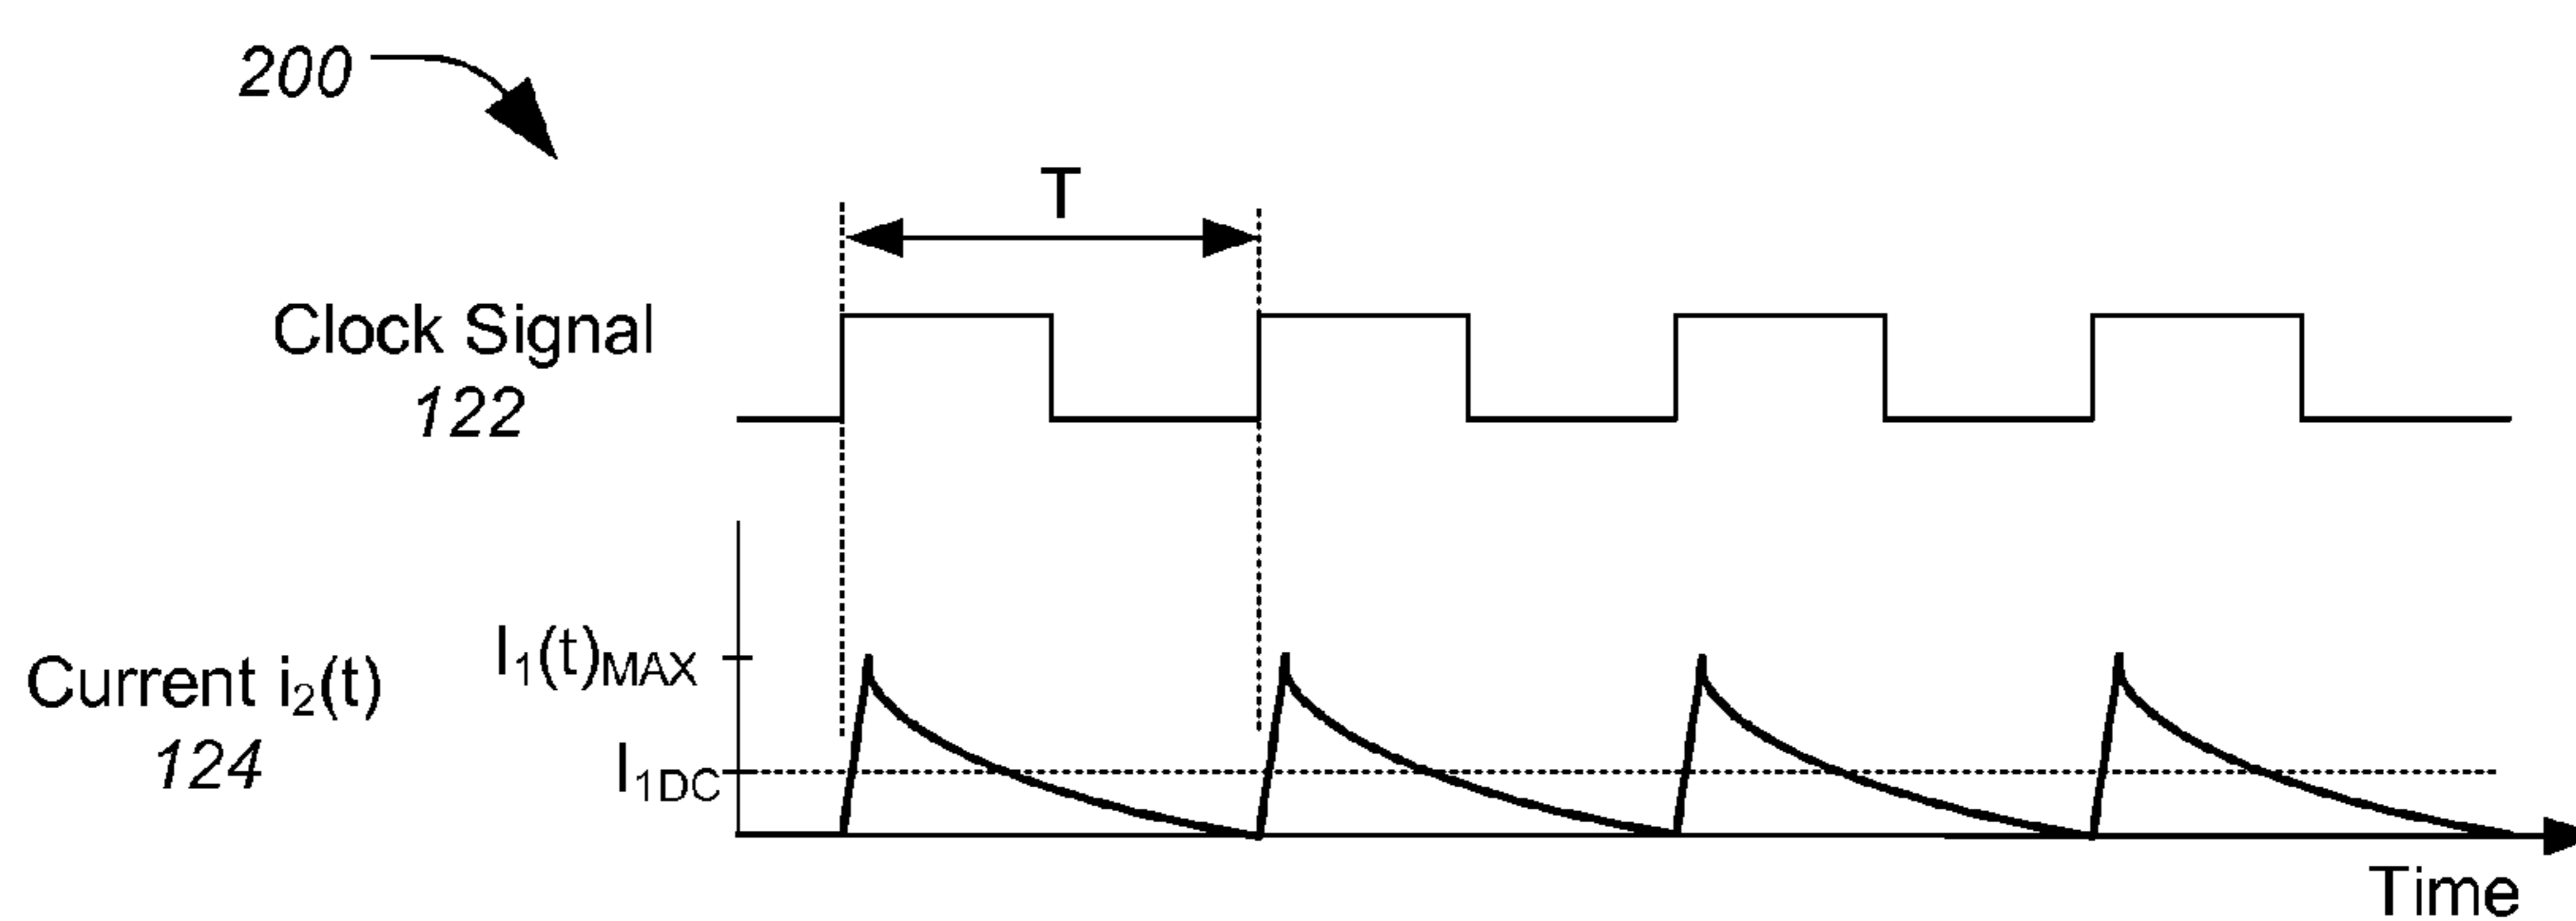 200
T
Clock Signal
122
I₁(t)MAX
Current i₂(t)
124
I₁DC
Time